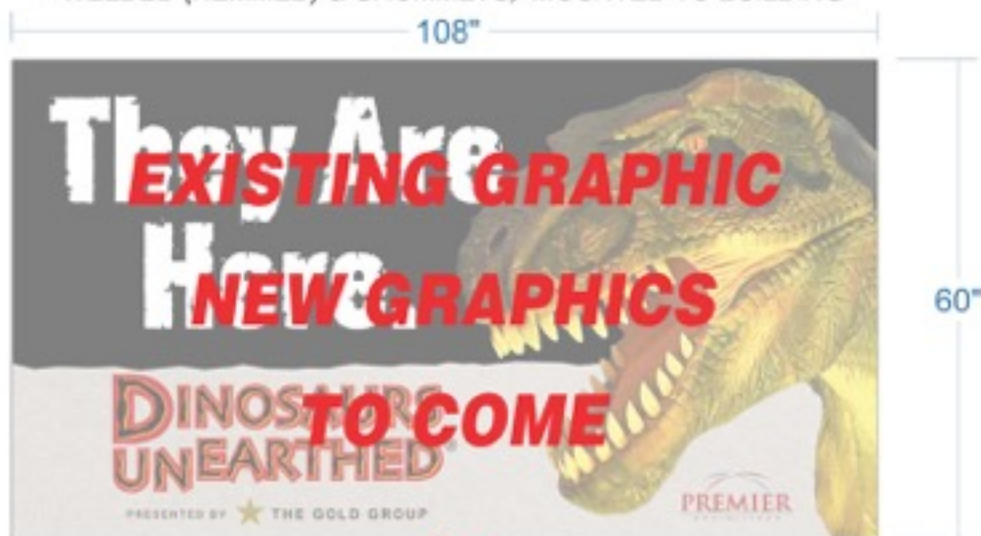 108"
They Are
Here.
EXISTING GRAPHIC
NEW GRAPHICS
TO COME
60"
DINOSAURS
UNEARTHED®
PRESENTED BY THE GOLD GROUP
PREMIER